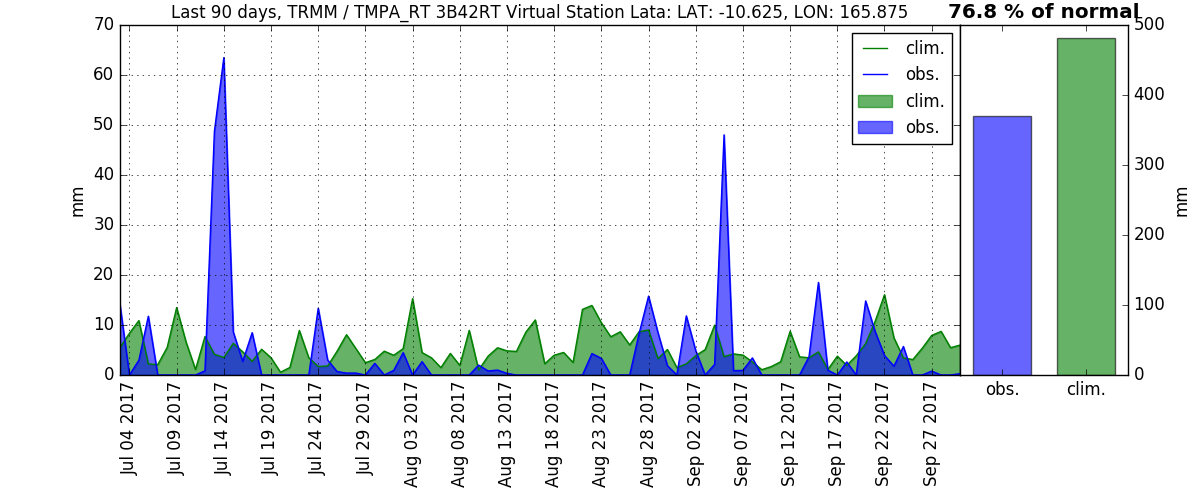 Last 90 days, TRMM / TMPA_RT 3B42RT Virtual Station Lata: LAT: -10.625, LON: 165.875
76.8 % of normal
70
60
50
40
30
20
10
0
mm
clim.
obs.
clim.
obs.
Jul 04 2017
Jul 09 2017
Jul 14 2017
Jul 19 2017
Jul 24 2017
Jul 29 2017
Aug 03 2017
Aug 08 2017
Aug 13 2017
Aug 18 2017
Aug 23 2017
Aug 28 2017
Sep 02 2017
Sep 07 2017
Sep 12 2017
Sep 17 2017
Sep 22 2017
Sep 27 2017
500
400
300
200
100
0
mm
obs.
clim.